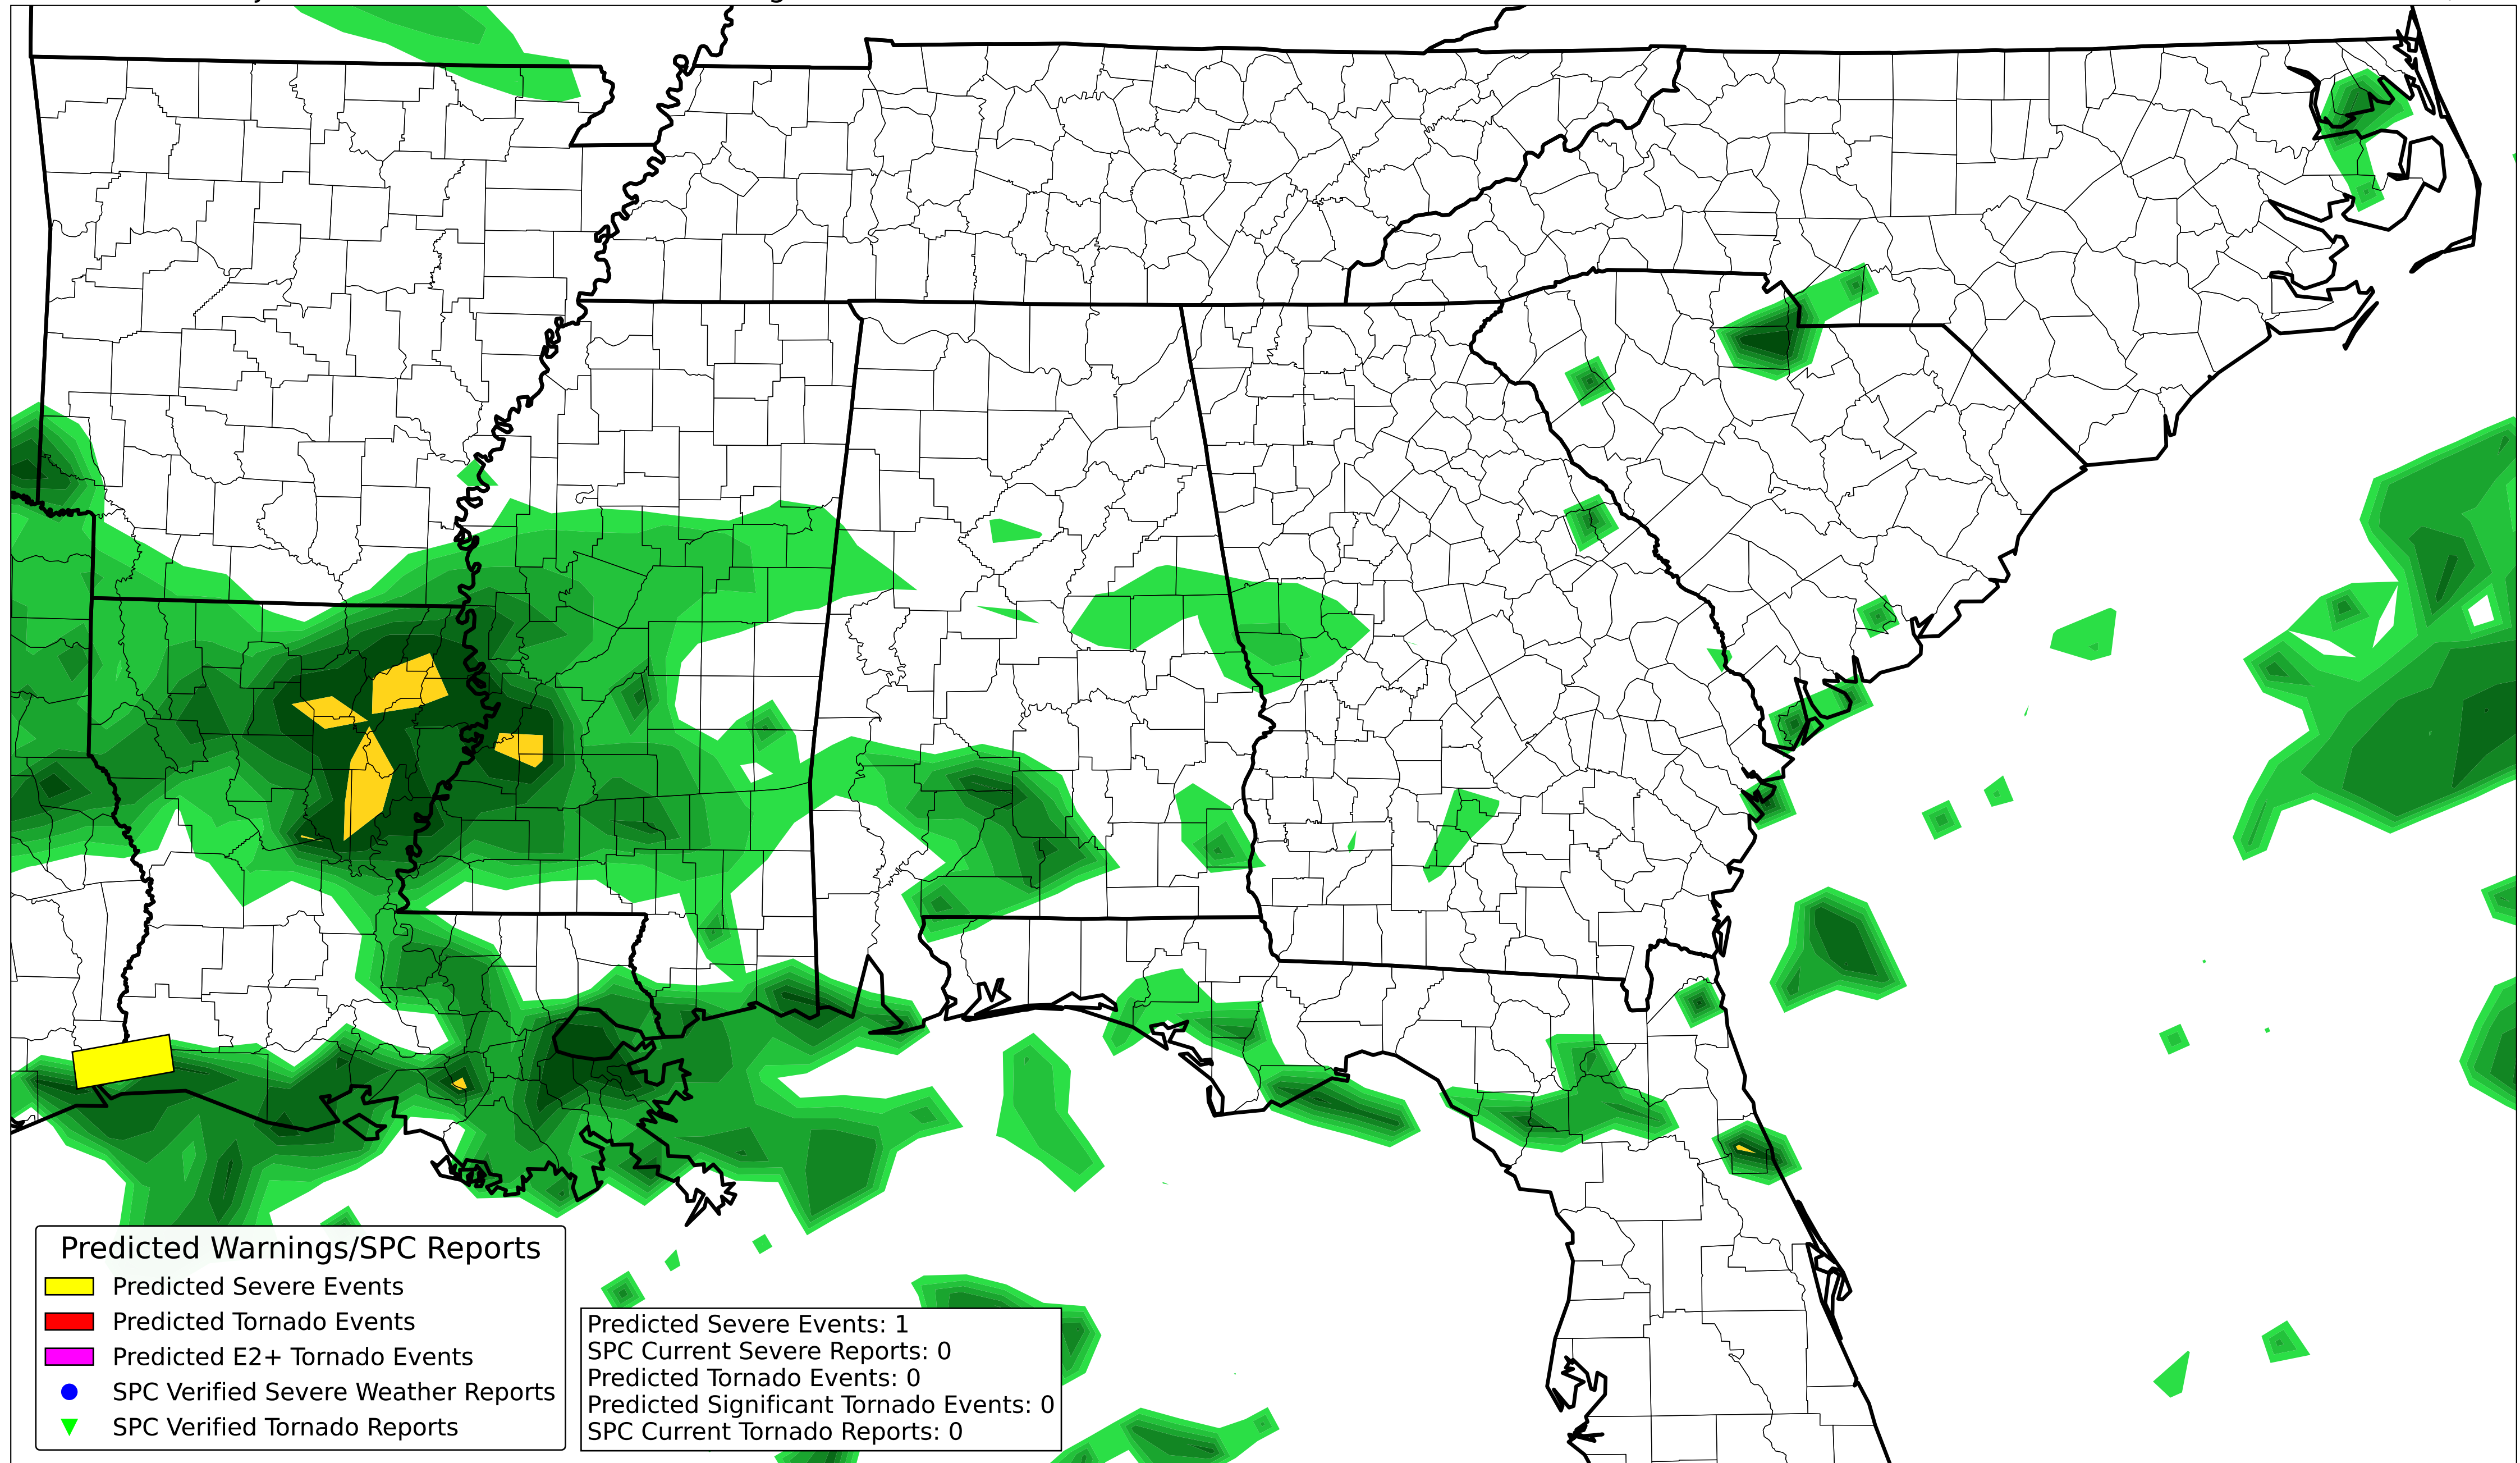 Predicted Warnings/SPC Reports
Predicted Severe Events
Predicted Tornado Events
Predicted E2+ Tornado Events
SPC Verified Severe Weather Reports
SPC Verified Tornado Reports
Predicted Severe Events: 1
SPC Current Severe Reports: 0
Predicted Tornado Events: 0
Predicted Significant Tornado Events: 0
SPC Current Tornado Reports: 0